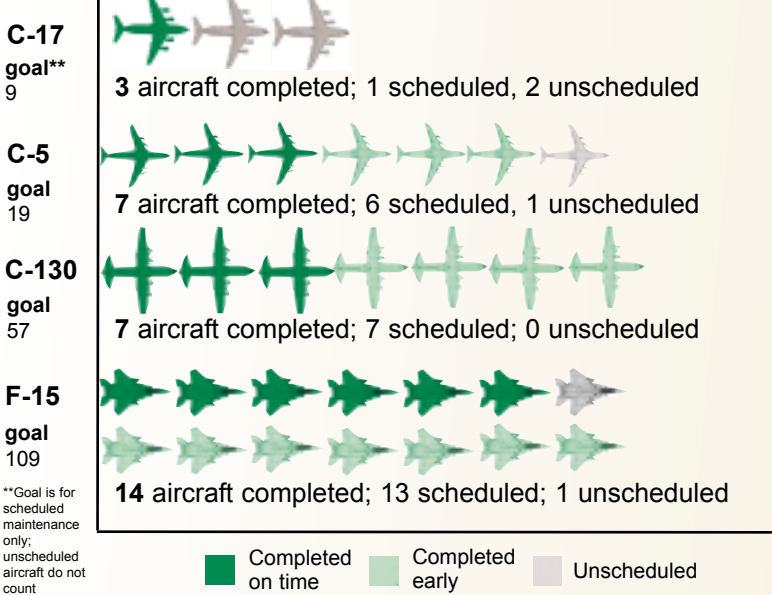 C-17
goal**
9
3 aircraft completed; 1 scheduled, 2 unscheduled
C-5
goal
19
7 aircraft completed; 6 scheduled, 1 unscheduled
C-130
goal
57
7 aircraft completed; 7 scheduled; 0 unscheduled
F-15
goal
109
14 aircraft completed; 13 scheduled; 1 unscheduled
**Goal is for
scheduled
maintenance
only;
unscheduled
aircraft do not
count
Completed
on time
Completed
early
Unscheduled